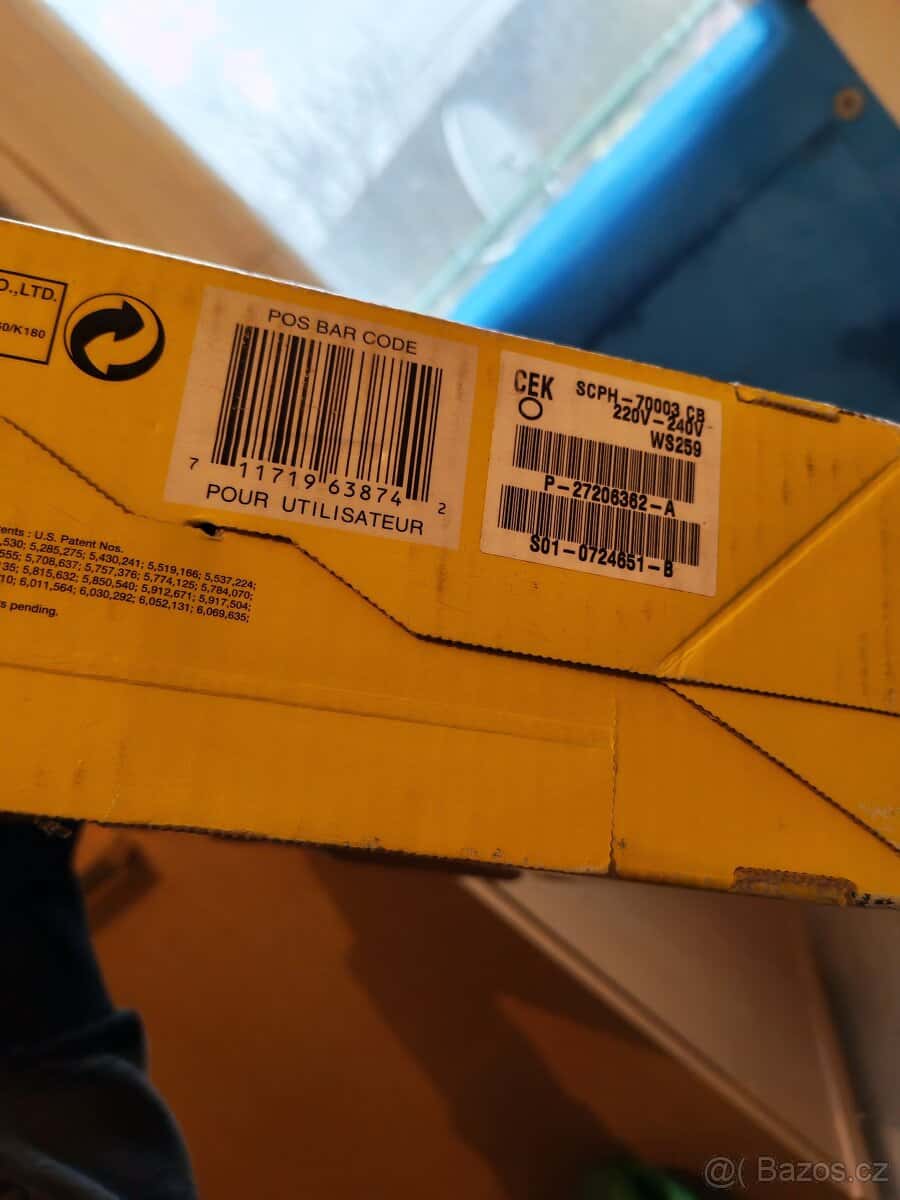 O.,LTD.
60/K180
POS BAR CODE
7 11719 63874 2
POUR UTILISATEUR
CEK SCPH-70003 CB
220V-240V
WS259
P-27206362-A
S01-0724651-B
ents : U.S. Patent Nos.
,530; 5,285,275; 5,430,241; 5,519,166; 5,537,224;
555; 5,708,637; 5,757,376; 5,774,125; 5,784,070;
35; 5,815,632; 5,850,540; 5,912,671; 5,917,504;
10; 6,011,564; 6,030,292; 6,052,131; 6,069,635;
s pending.
@( Bazos.cz